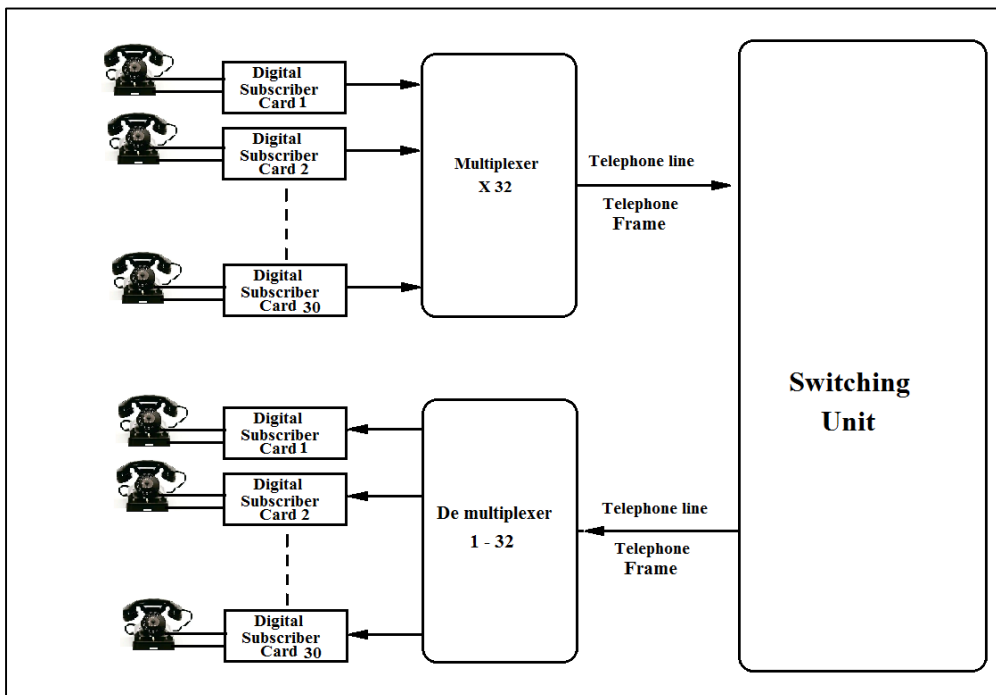 Digital
Subscriber
Card 1
Digital
Subscriber
Card 2
Digital
Subscriber
Card 30
Multiplexer
X 32
Telephone line
Telephone
Frame
Switching
Unit
Digital
Subscriber
Card 1
Digital
Subscriber
Card 2
Digital
Subscriber
Card 30
De multiplexer
1 - 32
Telephone line
Telephone
Frame